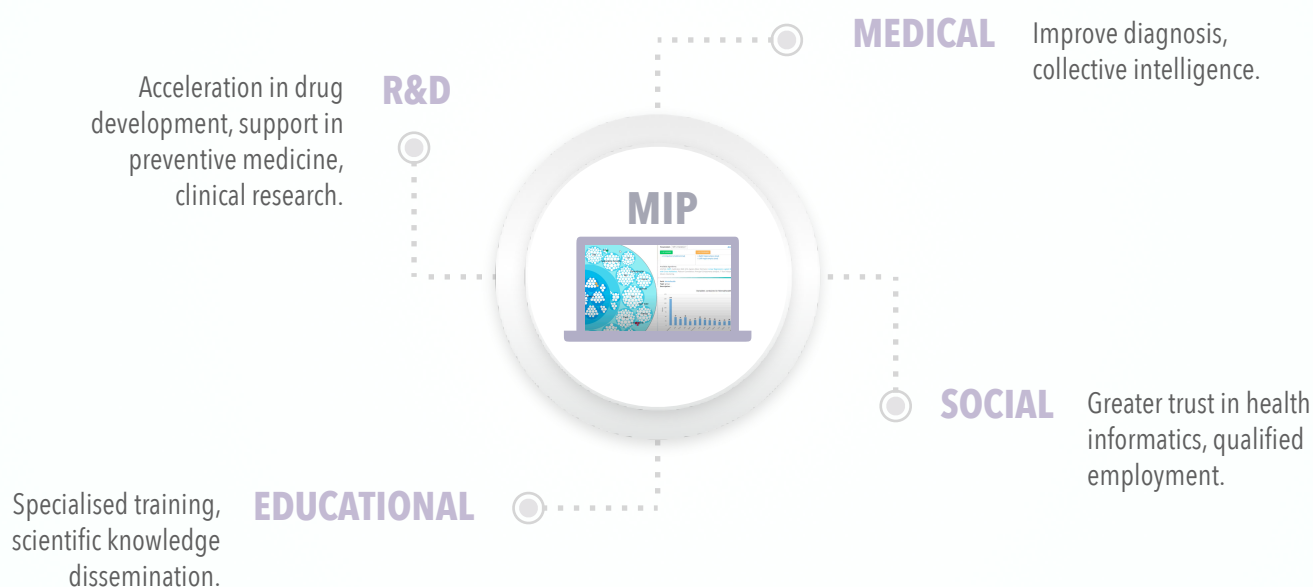 MEDICAL
Improve diagnosis,
collective intelligence.
R&D
Acceleration in drug
development, support in
preventive medicine,
clinical research.
MIP
SOCIAL
Greater trust in health
informatics, qualified
employment.
EDUCATIONAL
Specialised training,
scientific knowledge
dissemination.